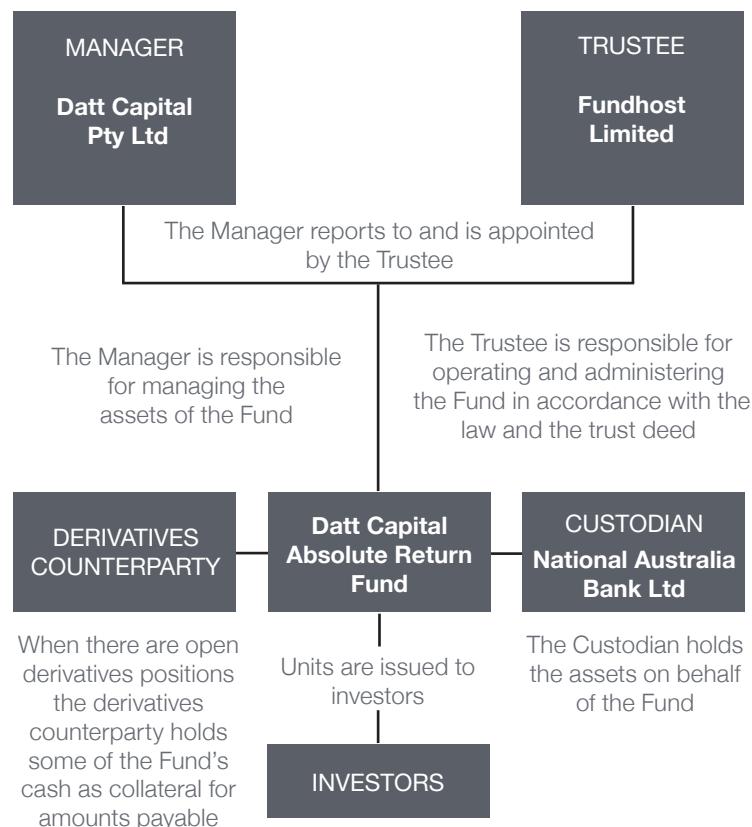 MANAGER
Datt Capital
Pty Ltd
TRUSTEE
Fundhost
Limited
The Manager reports to and is appointed
by the Trustee
The Manager is responsible
for managing the
assets of the Fund
The Trustee is responsible for
operating and administering
the Fund in accordance with the
law and the trust deed
DERIVATIVES
COUNTERPARTY
Datt Capital
Absolute Return
Fund
CUSTODIAN
National Australia
Bank Ltd
When there are open
derivatives positions
the derivatives
counterparty holds
some of the Fund’s
cash as collateral for
amounts payable
Units are issued to
investors
The Custodian holds
the assets on behalf
of the Fund
INVESTORS